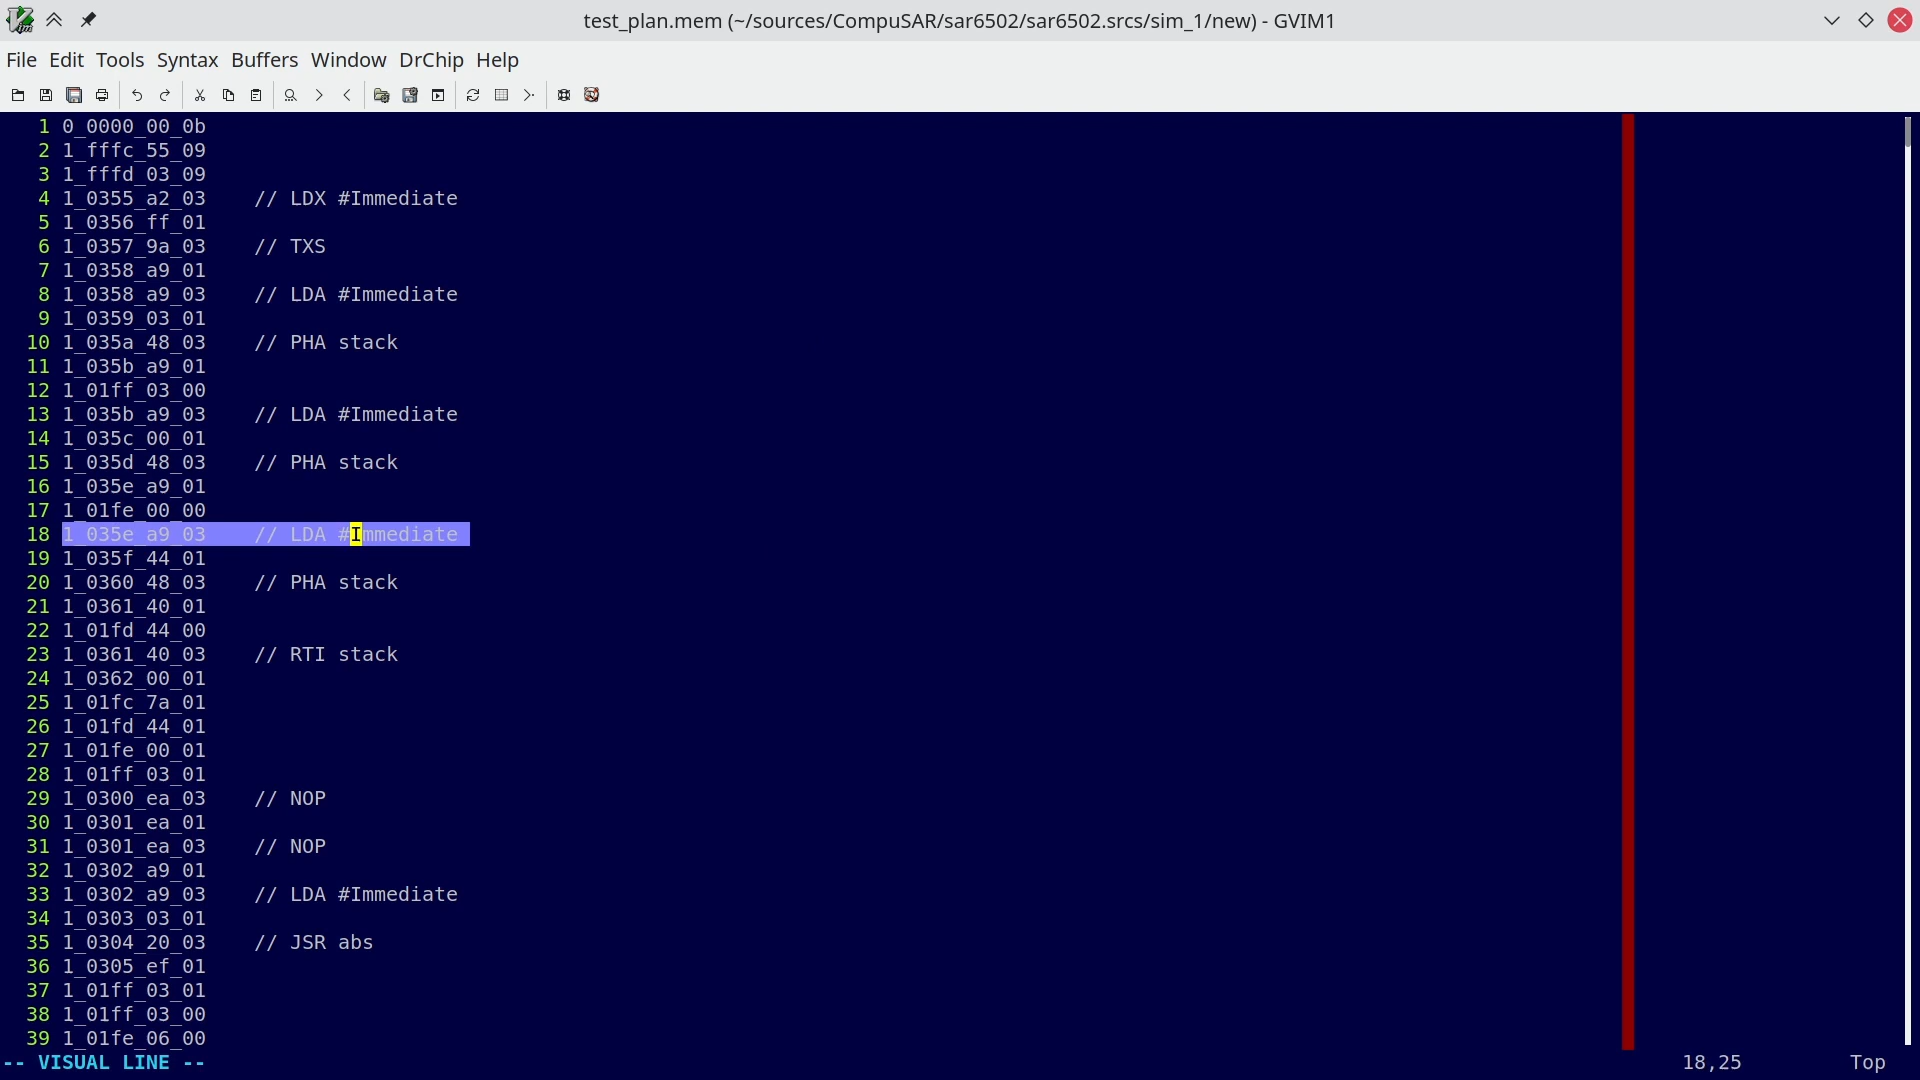 test_plan.mem (~/sources/CompuSAR/sar6502/sar6502.srcs/sim_1/new) - GVIM1
File Edit Tools Syntax Buffers Window DrChip Help
1 0_0000_00_0b
2 1_fffc_55_09
3 1_fffd_03_09
4 1_0355_a2_03    // LDX #Immediate
5 1_0356_ff_01
6 1_0357_9a_03    // TXS
7 1_0358_a9_01
8 1_0358_a9_03    // LDA #Immediate
9 1_0359_03_01
10 1_035a_48_03    // PHA stack
11 1_035b_a9_01
12 1_01ff_03_00
13 1_035b_a9_03    // LDA #Immediate
14 1_035c_00_01
15 1_035d_48_03    // PHA stack
16 1_035e_a9_01
17 1_01fe_00_00
18 1_035e_a9_03    // LDA #Immediate
19 1_035f_44_01
20 1_0360_48_03    // PHA stack
21 1_0361_40_01
22 1_01fd_44_00
23 1_0361_40_03    // RTI stack
24 1_0362_00_01
25 1_01fc_7a_01
26 1_01fd_44_01
27 1_01fe_00_01
28 1_01ff_03_01
29 1_0300_ea_03    // NOP
30 1_0301_ea_01
31 1_0301_ea_03    // NOP
32 1_0302_a9_01
33 1_0302_a9_03    // LDA #Immediate
34 1_0303_03_01
35 1_0304_20_03    // JSR abs
36 1_0305_ef_01
37 1_01ff_03_01
38 1_01ff_03_00
39 1_01fe_06_00
-- VISUAL LINE -- 18,25 Top